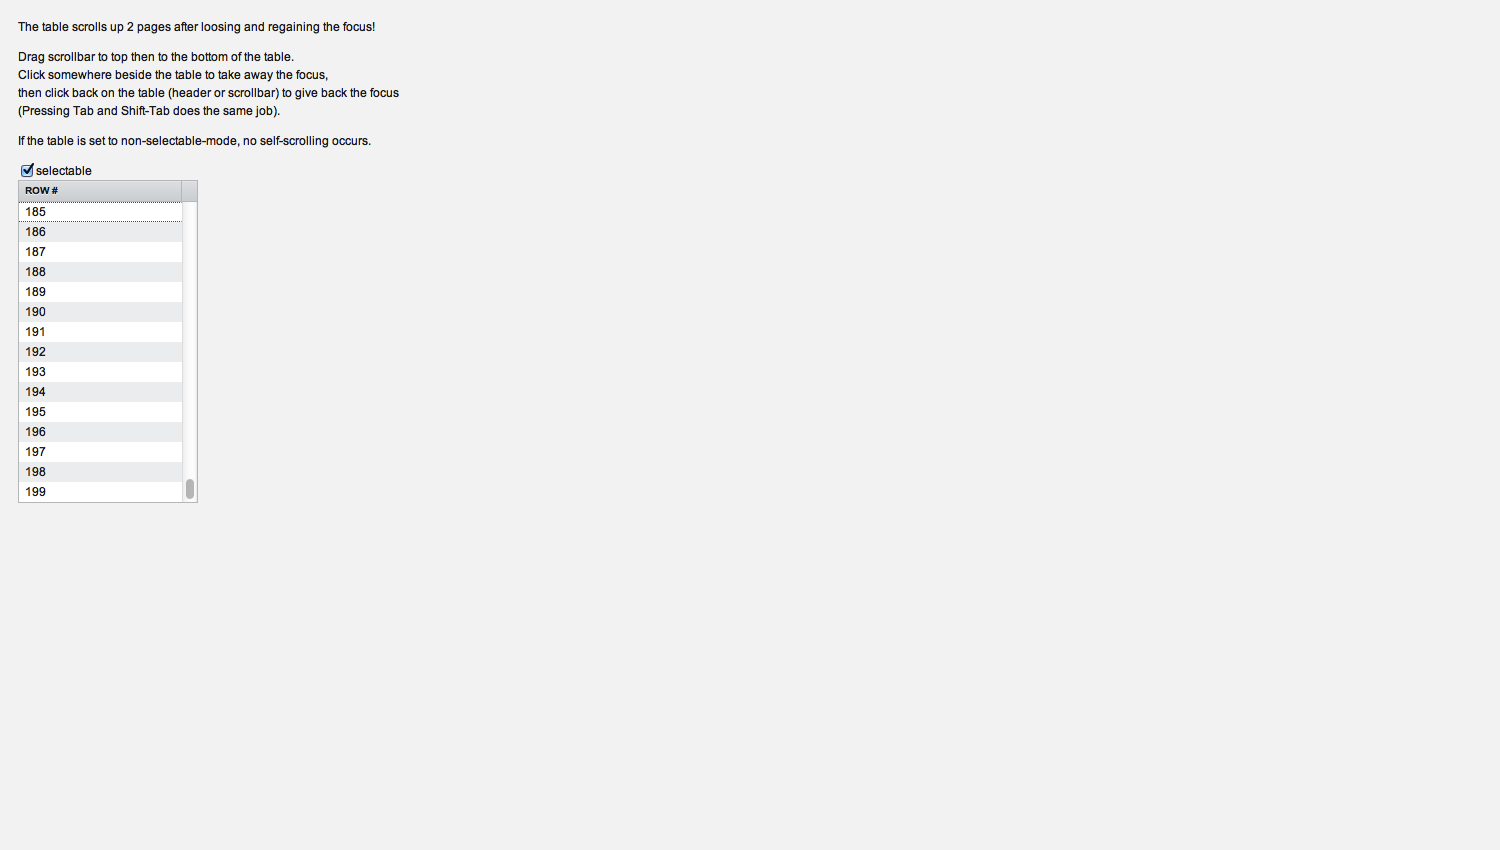 The table scrolls up 2 pages after loosing and regaining the focus!
Drag scrollbar to top then to the bottom of the table.
Click somewhere beside the table to take away the focus,
then click back on the table (header or scrollbar) to give back the focus
(Pressing Tab and Shift-Tab does the same job).
If the table is set to non-selectable-mode, no self-scrolling occurs.
selectable
ROW #
185
186
187
188
189
190
191
192
193
194
195
196
197
198
199